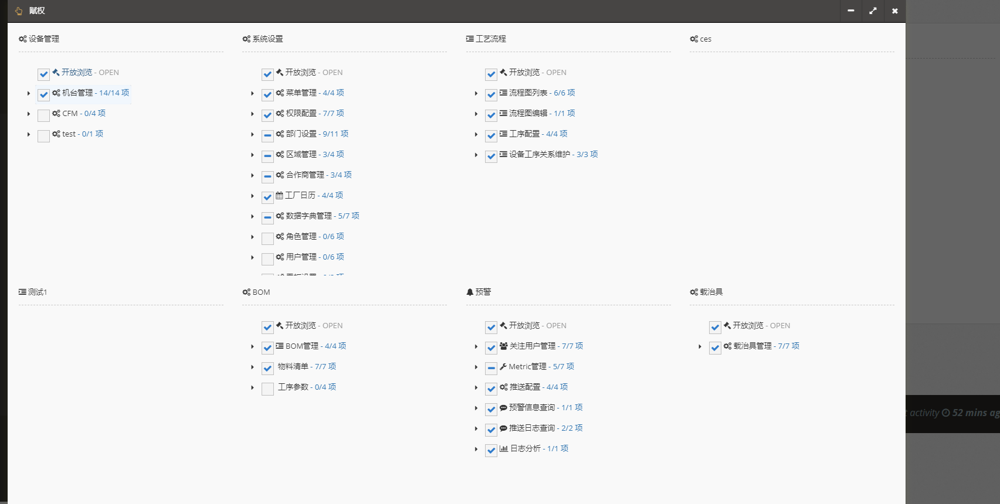 赋权
设备管理
开放浏览 - OPEN
机台管理 - 14/14 项
CFM - 0/4 项
test - 0/1 项
系统设置
开放浏览 - OPEN
菜单管理 - 4/4 项
权限配置 - 7/7 项
部门设置 - 9/11 项
区域管理 - 3/4 项
合作商管理 - 3/4 项
工厂日历 - 4/4 项
数据字典管理 - 5/7 项
角色管理 - 0/6 项
用户管理 - 0/6 项
工艺流程
开放浏览 - OPEN
流程图列表 - 6/6 项
流程图编辑 - 1/1 项
工序配置 - 4/4 项
设备工序关系维护 - 3/3 项
ces
测试1
BOM
开放浏览 - OPEN
BOM管理 - 4/4 项
物料清单 - 7/7 项
工序参数 - 0/4 项
预警
开放浏览 - OPEN
关注用户管理 - 7/7 项
Metric管理 - 5/7 项
推送配置 - 4/4 项
预警信息查询 - 1/1 项
推送日志查询 - 2/2 项
日志分析 - 1/1 项
载治具
开放浏览 - OPEN
载治具管理 - 7/7 项
activity 52 mins ag